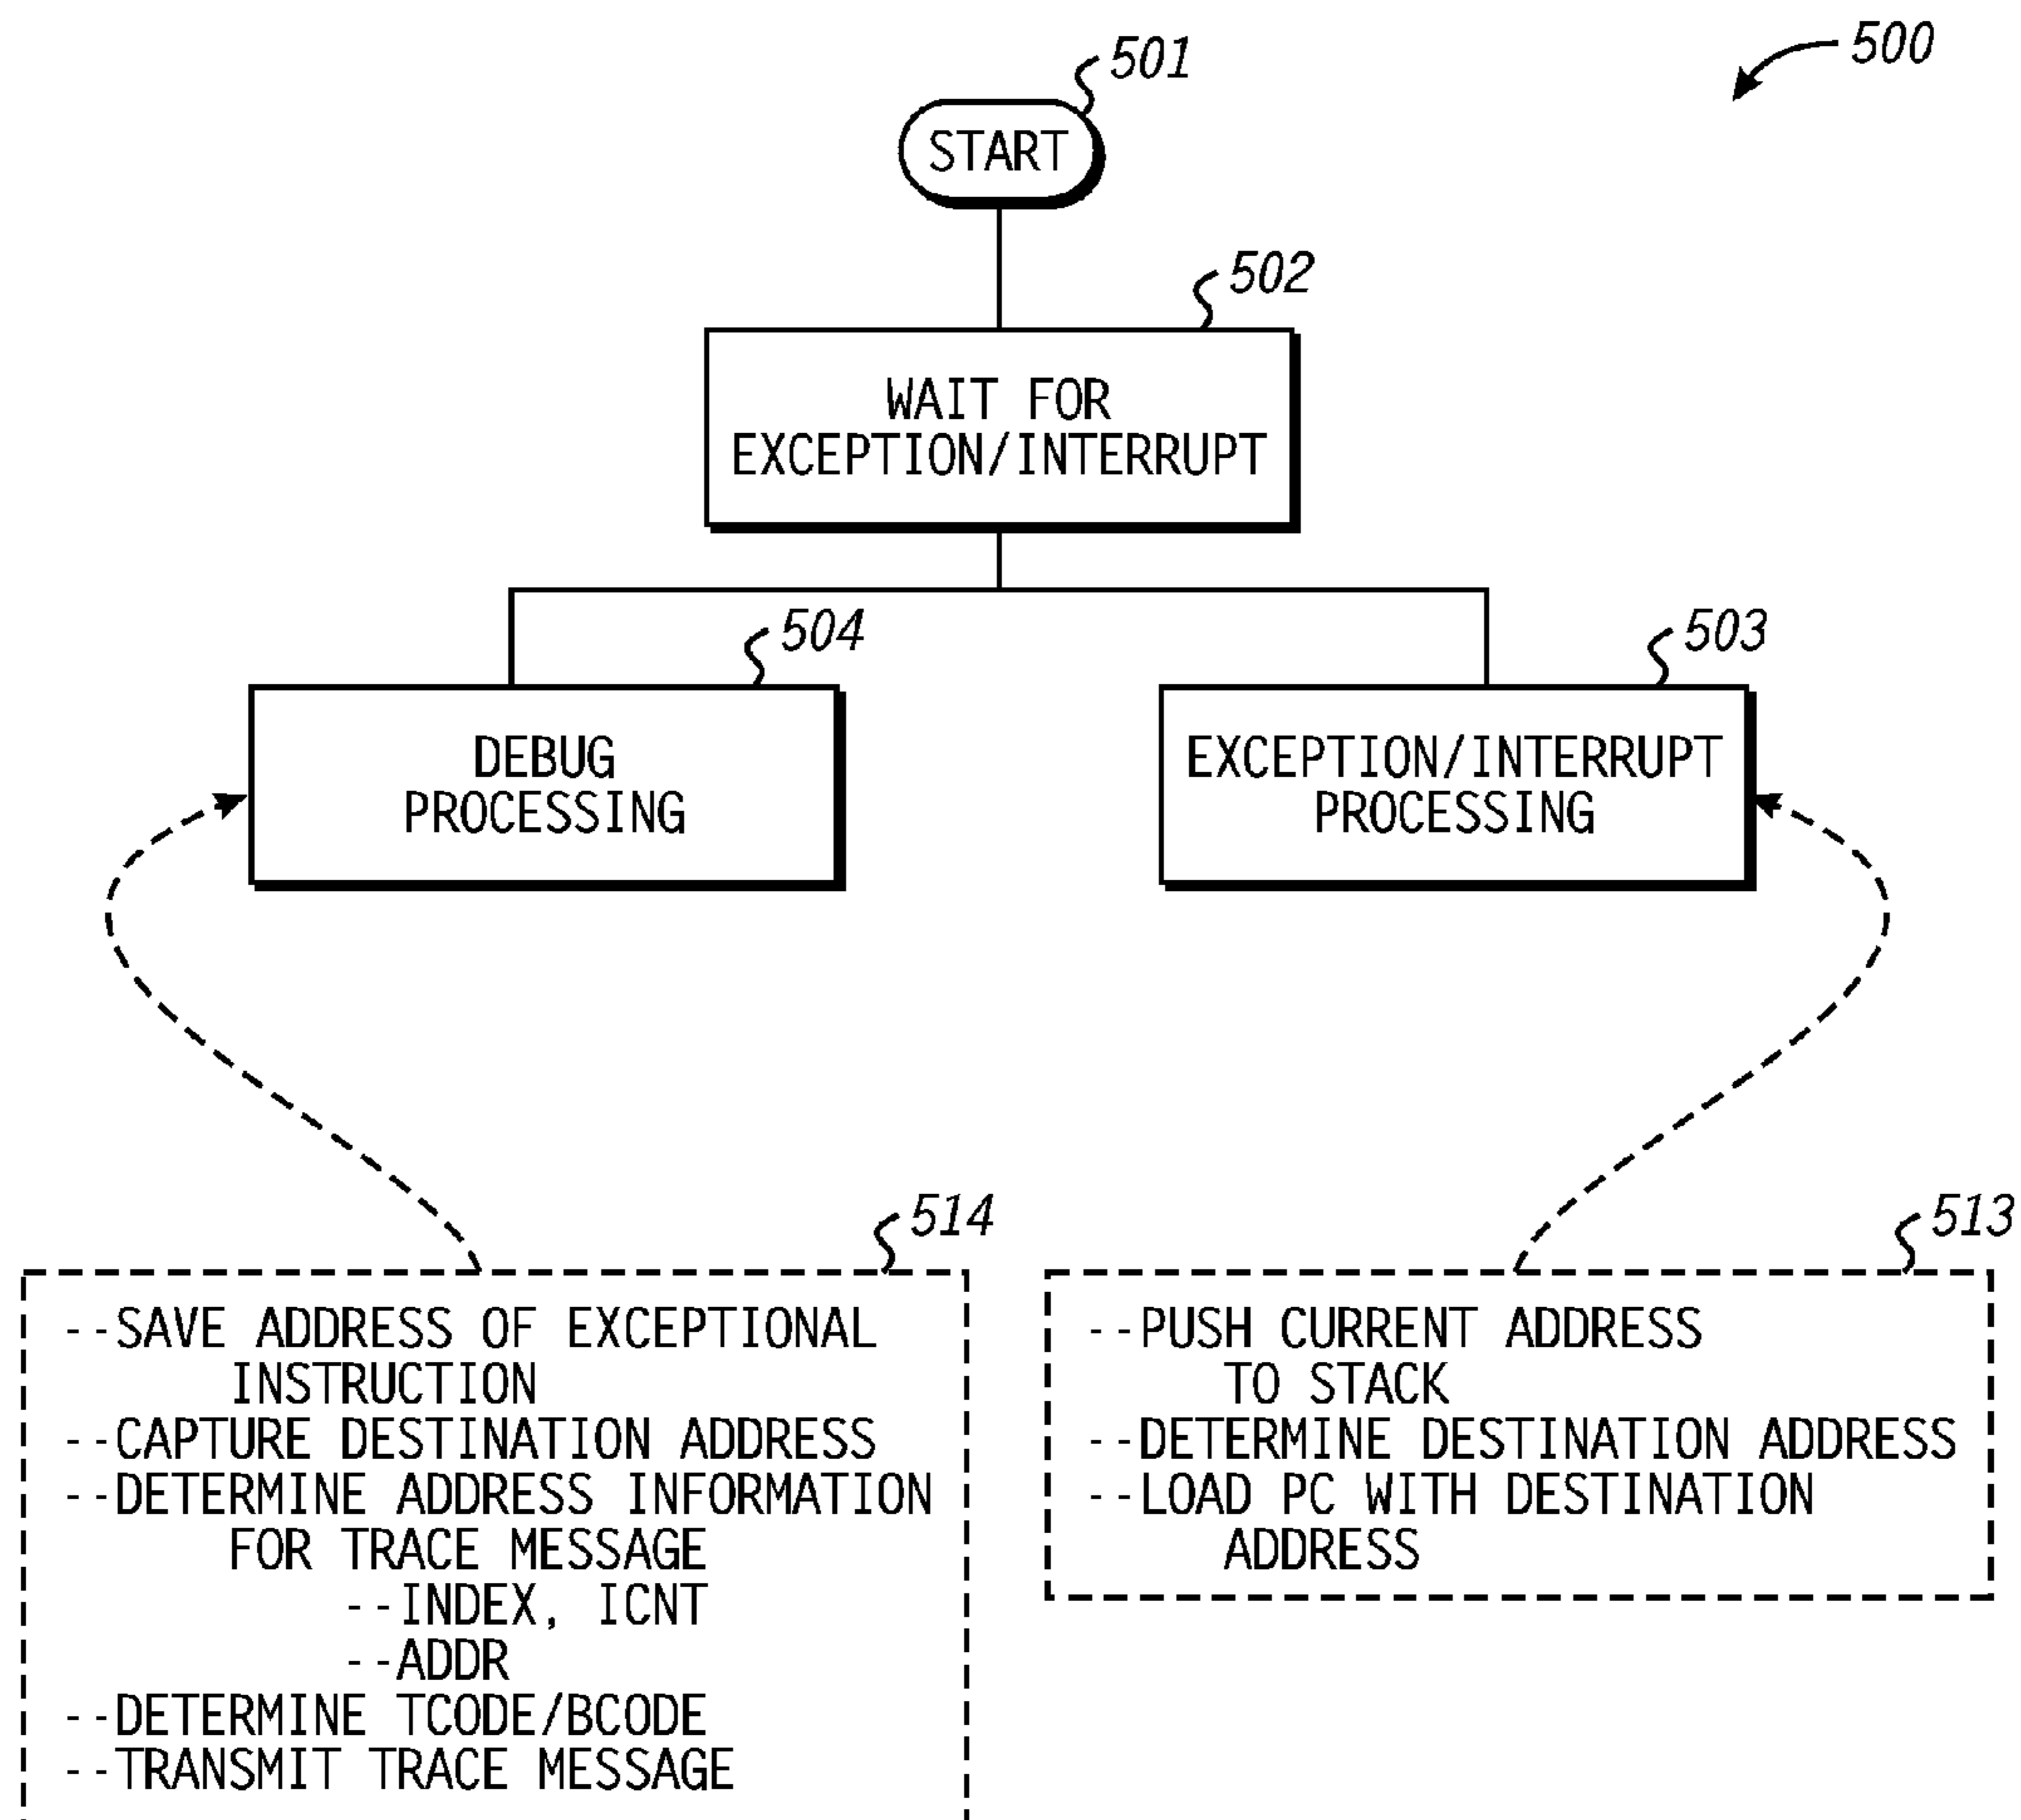 500
501
START
502
WAIT FOR
EXCEPTION/INTERRUPT
504
DEBUG
PROCESSING
503
EXCEPTION/INTERRUPT
PROCESSING
514
--SAVE ADDRESS OF EXCEPTIONAL
INSTRUCTION
--CAPTURE DESTINATION ADDRESS
--DETERMINE ADDRESS INFORMATION
FOR TRACE MESSAGE
--INDEX, ICNT
--ADDR
--DETERMINE TCODE/BCODE
--TRANSMIT TRACE MESSAGE
513
--PUSH CURRENT ADDRESS
TO STACK
--DETERMINE DESTINATION ADDRESS
--LOAD PC WITH DESTINATION
ADDRESS